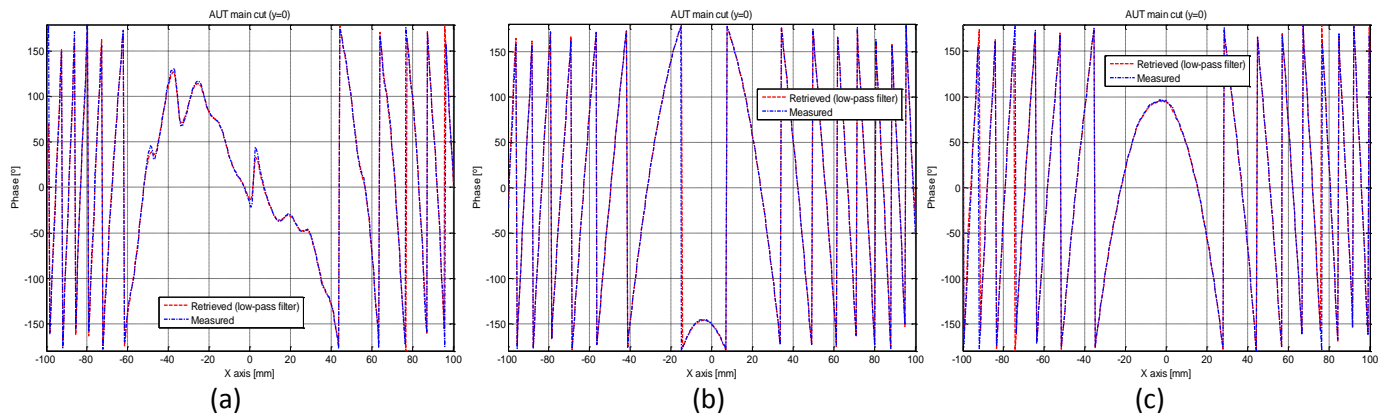 AUT main cut (y=0)
150
100
50
0
-50
-100
-150
Phase [º]
Retrieved (low-pass filter)
Measured
-100 -80 -60 -40 -20 0 20 40 60 80 100
X axis [mm]
(a)
AUT main cut (y=0)
150
100
50
0
-50
-100
-150
Phase [º]
Retrieved (low-pass filter)
Measured
-100 -80 -60 -40 -20 0 20 40 60 80 100
X axis [mm]
(b)
AUT main cut (y=0)
150
100
50
0
-50
-100
-150
Phase [º]
Retrieved (low-pass filter)
Measured
-100 -80 -60 -40 -20 0 20 40 60 80 100
X axis [mm]
(c)